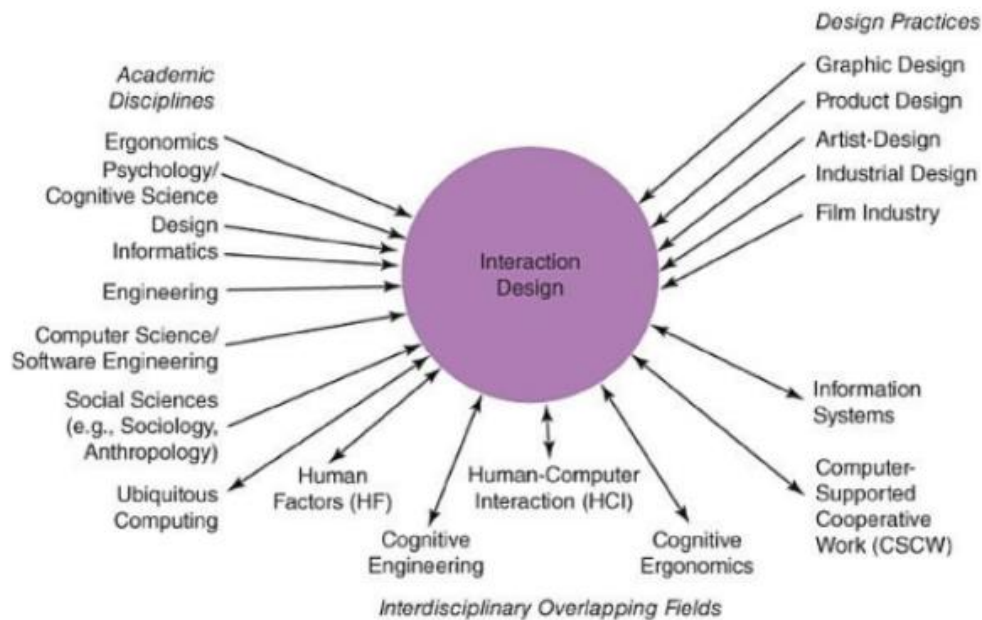 Design Practices
Graphic Design
Product Design
Artist-Design
Industrial Design
Film Industry
Academic
Disciplines
Ergonomics
Psychology/
Cognitive Science
Design
Informatics
Engineering
Computer Science/
Software Engineering
Social Sciences
(e.g., Sociology,
Anthropology)
Ubiquitous
Computing
Interaction
Design
Human
Factors (HF)
Cognitive
Engineering
Human-Computer
Interaction (HCI)
Cognitive
Ergonomics
Information
Systems
Computer-
Supported
Cooperative
Work (CSCW)
Interdisciplinary Overlapping Fields